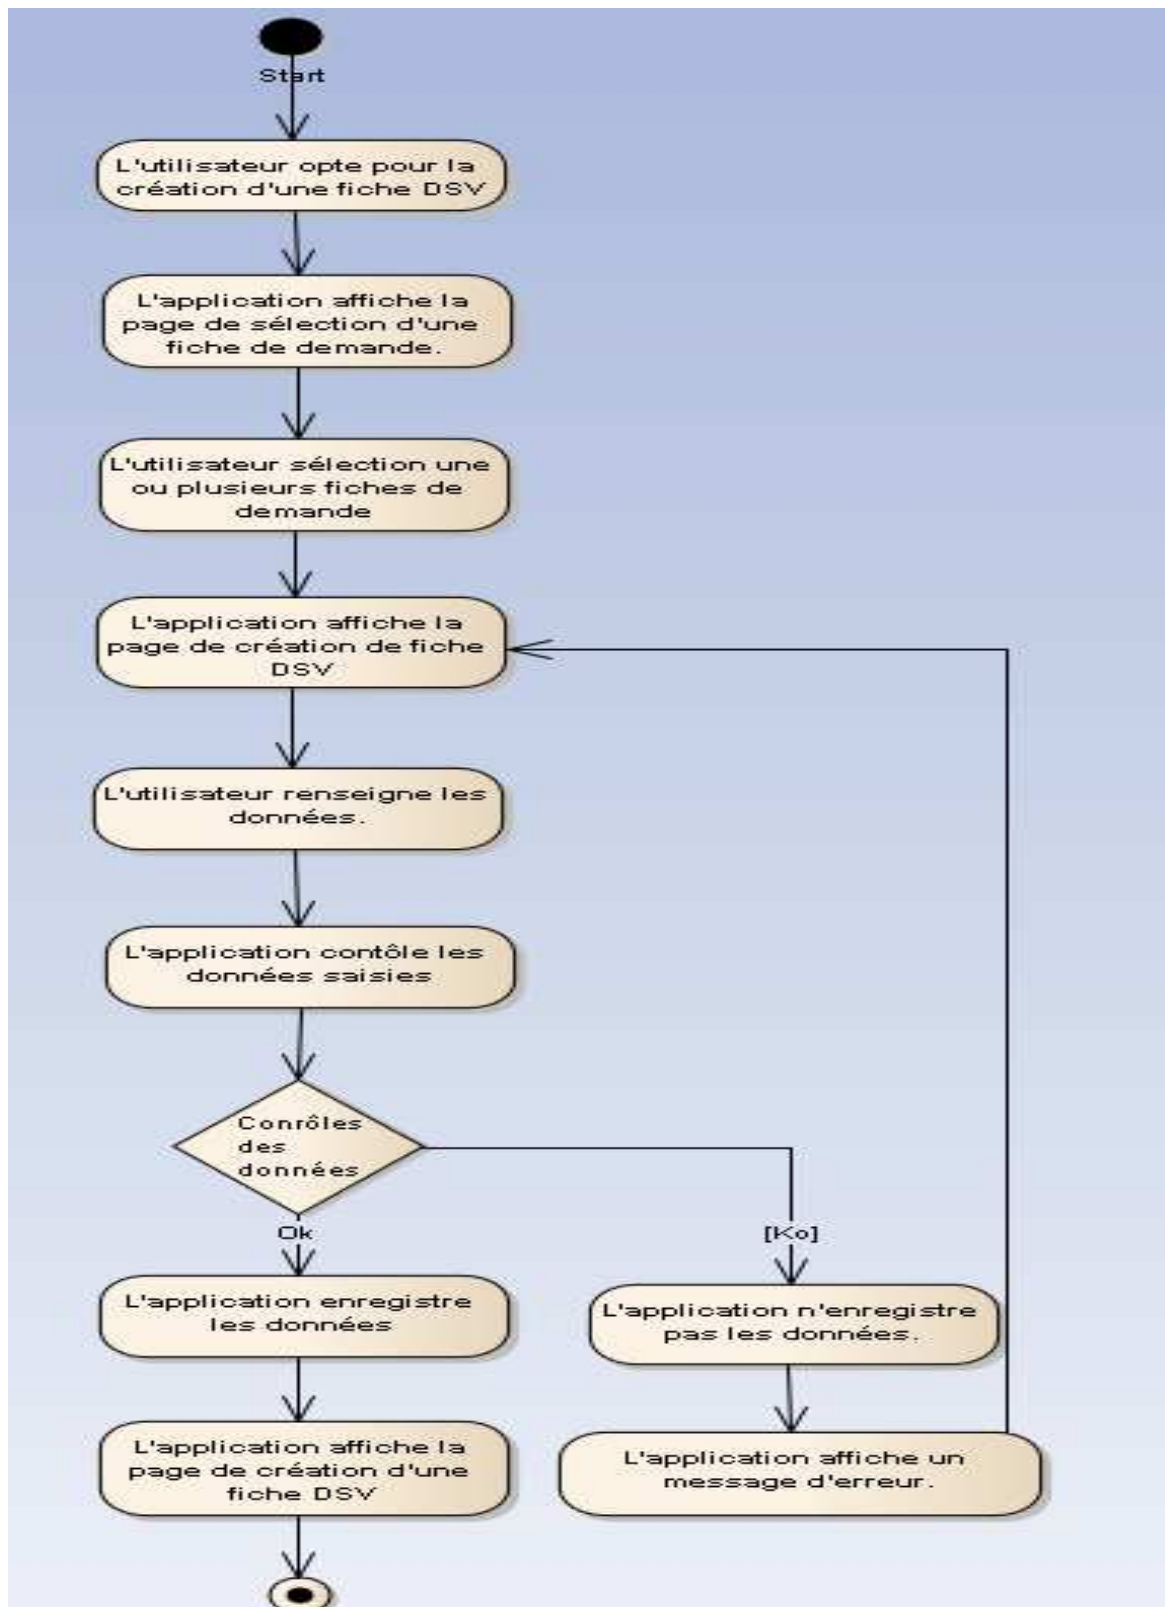 Start
L'utilisateur opte pour la
création d'une fiche DSV
L'application affiche la
page de sélection d'une
fiche de demande.
L'utilisateur sélection une
ou plusieurs fiches de
demande
L'application affiche la
page de création de fiche
DSV
L'utilisateur renseigne les
données.
L'application contôle les
données saisies
Conrôles
des
données
Ok
[Ko]
L'application enregistre
les données
L'application n'enregistre
pas les données.
L'application affiche la
page de création d'une
fiche DSV
L'application affiche un
message d'erreur.